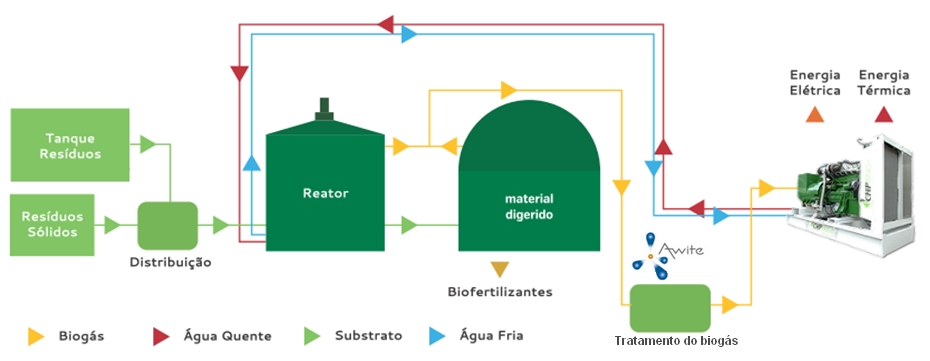 Energia
Elétrica
Energia
Térmica
Tanque
Resíduos
Reator
material
digerido
CHP
Resíduos
Sólidos
Distribuição
Awite
Biofertilizantes
Biogás
Água Quente
Substrato
Água Fria
Tratamento do biogás